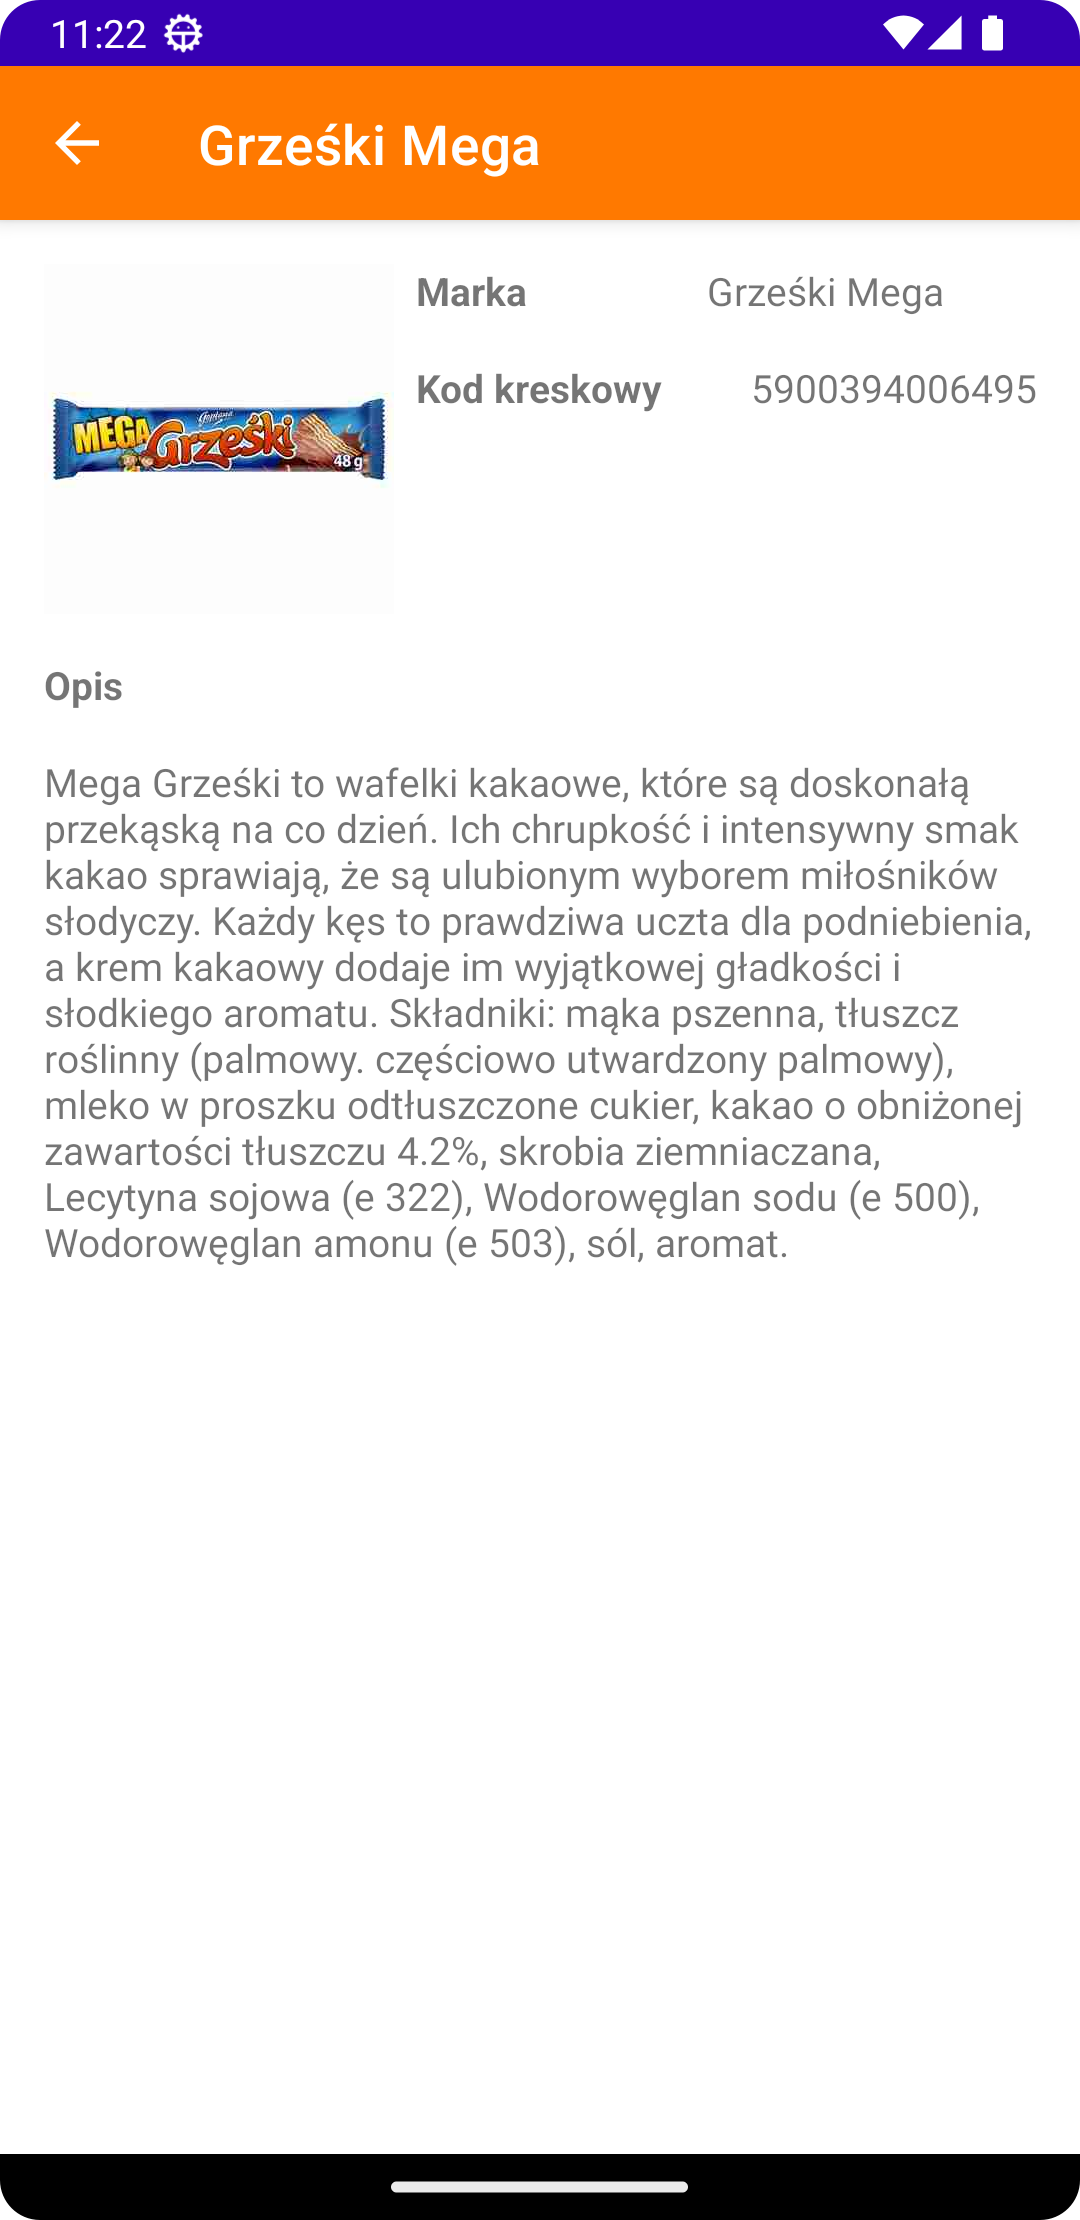 11:22
Grześki Mega
Marka Grześki Mega
Kod kreskowy 5900394006495
Goplana
MEGA Grześki
48 g
Opis
Mega Grześki to wafelki kakaowe, które są doskonałą
przekąską na co dzień. Ich chrupkość i intensywny smak
kakao sprawiają, że są ulubionym wyborem miłośników
słodyczy. Każdy kęs to prawdziwa uczta dla podniebienia,
a krem kakaowy dodaje im wyjątkowej gładkości i
słodkiego aromatu. Składniki: mąka pszenna, tłuszcz
roślinny (palmowy. częściowo utwardzony palmowy),
mleko w proszku odtłuszczone cukier, kakao o obniżonej
zawartości tłuszczu 4.2%, skrobia ziemniaczana,
Lecytyna sojowa (e 322), Wodorowęglan sodu (e 500),
Wodorowęglan amonu (e 503), sól, aromat.